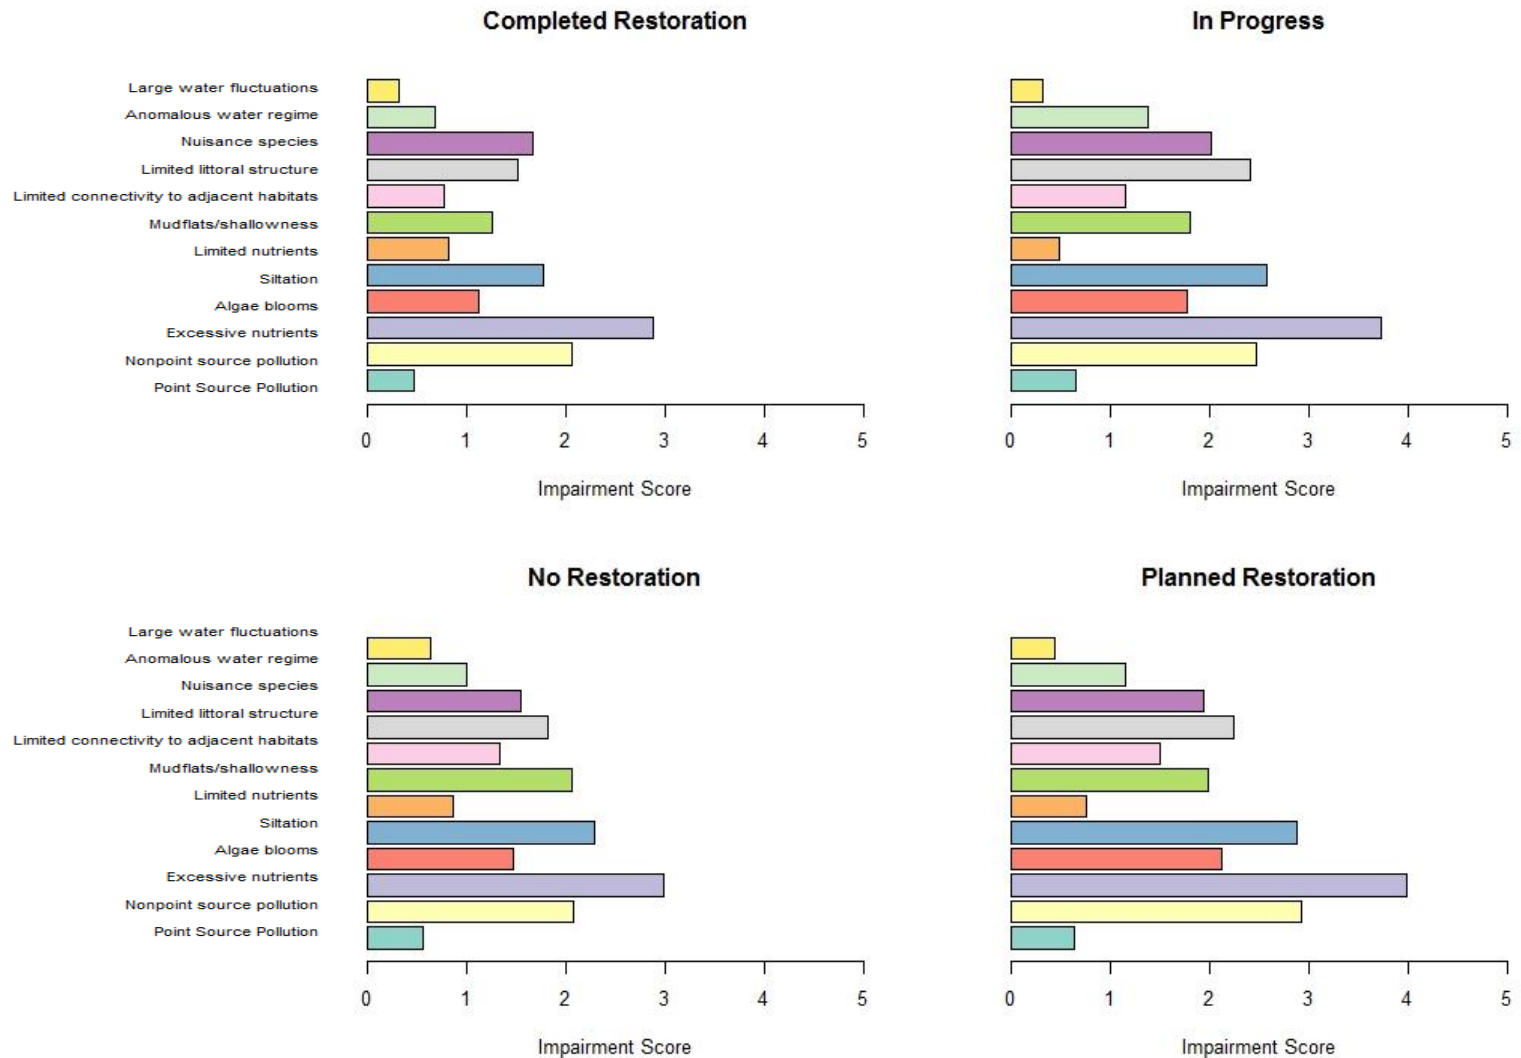 Completed Restoration
In Progress
Large water fluctuations
Anomalous water regime
Nuisance species
Limited littoral structure
Limited connectivity to adjacent habitats
Mudflats/shallowness
Limited nutrients
Siltation
Algae blooms
Excessive nutrients
Nonpoint source pollution
Point Source Pollution
0 1 2 3 4 5
0 1 2 3 4 5
Impairment Score
Impairment Score
No Restoration
Planned Restoration
Large water fluctuations
Anomalous water regime
Nuisance species
Limited littoral structure
Limited connectivity to adjacent habitats
Mudflats/shallowness
Limited nutrients
Siltation
Algae blooms
Excessive nutrients
Nonpoint source pollution
Point Source Pollution
0 1 2 3 4 5
0 1 2 3 4 5
Impairment Score
Impairment Score